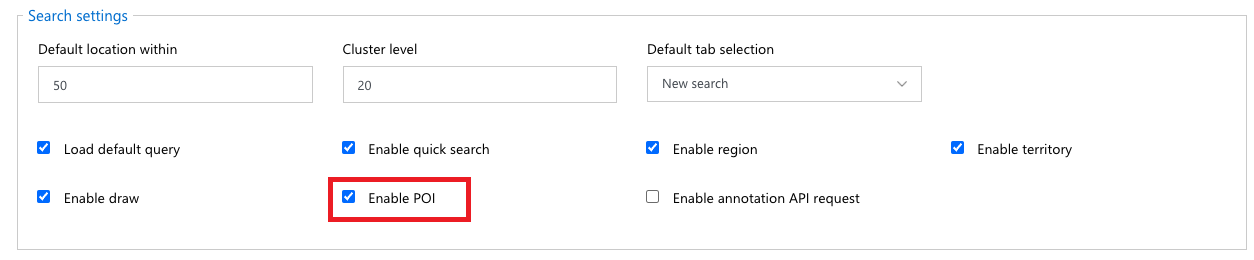 Search settings
Default location within Cluster level Default tab selection
50 20 New search
Load default query Enable quick search Enable region Enable territory
Enable draw Enable POI Enable annotation API request